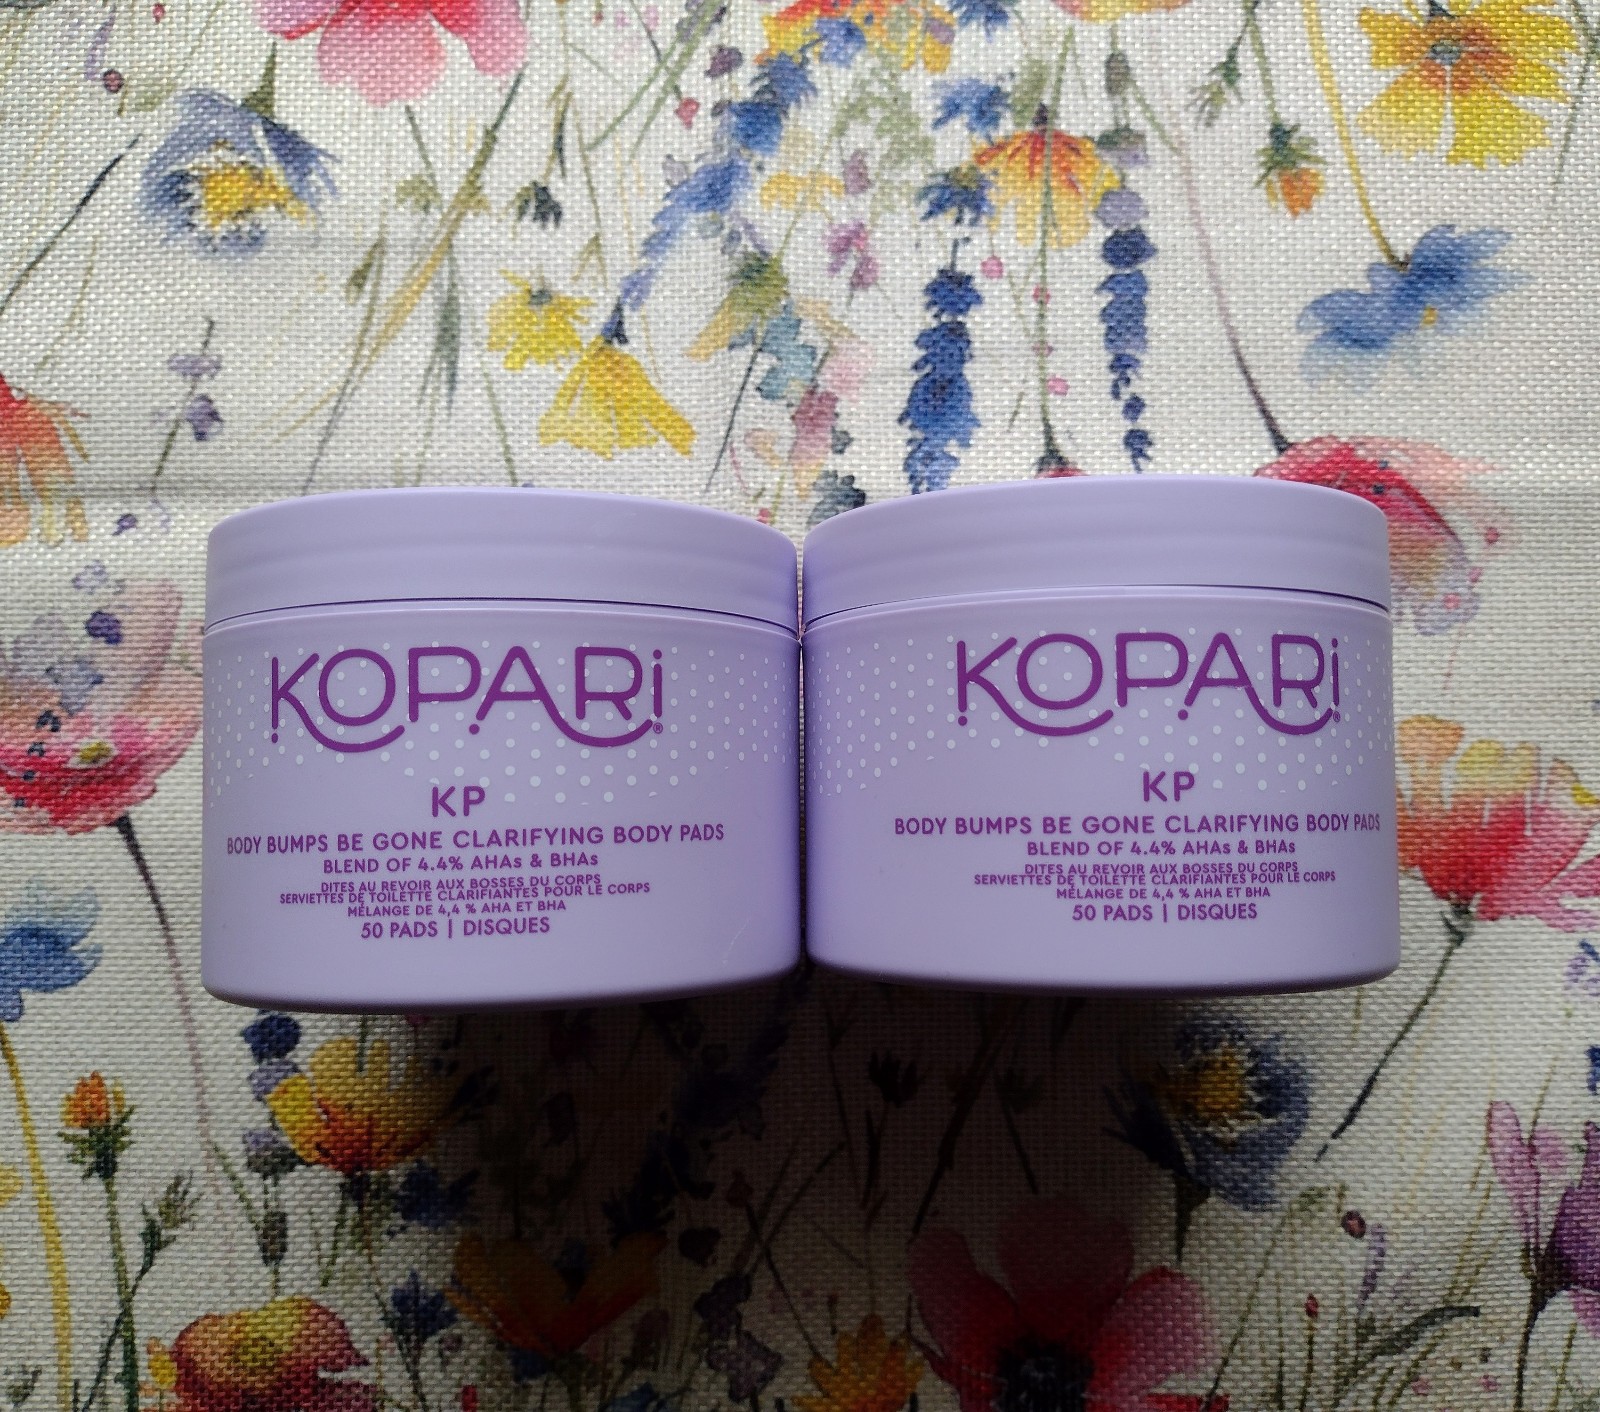 KOPARi®
KP
BODY BUMPS BE GONE CLARIFYING BODY PADS
BLEND OF 4.4% AHAs & BHAs
DITES AU REVOIR AUX BOSSES DU CORPS
SERVIETTES DE TOILETTE CLARIFIANTES POUR LE CORPS
MÉLANGE DE 4,4 % AHA ET BHA
50 PADS | DISQUES
KOPARi®
KP
BODY BUMPS BE GONE CLARIFYING BODY PADS
BLEND OF 4.4% AHAs & BHAs
DITES AU REVOIR AUX BOSSES DU CORPS
SERVIETTES DE TOILETTE CLARIFIANTES POUR LE CORPS
MÉLANGE DE 4,4 % AHA ET BHA
50 PADS | DISQUES